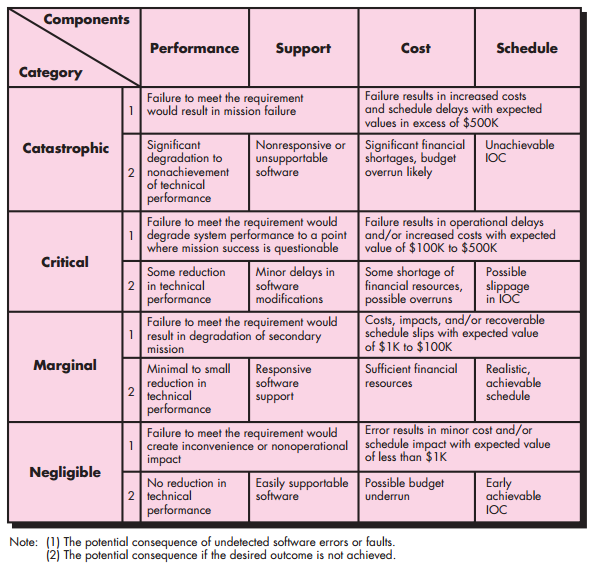 Components
Category
Performance
Support
Cost
Schedule
Catastrophic
1
Failure to meet the requirement
would result in mission failure
Failure results in increased costs
and schedule delays with expected
values in excess of $500K
2
Significant
degradation to
nonachievement
of technical
performance
Nonresponsive or
unsupportable
software
Significant financial
shortages, budget
overrun likely
Unachievable
IOC
Critical
1
Failure to meet the requirement would
degrade system performance to a point
where mission success is questionable
Failure results in operational delays
and/or increased costs with expected
value of $100K to $500K
2
Some reduction
in technical
performance
Minor delays in
software
modifications
Some shortage of
financial resources,
possible overruns
Possible
slippage
in IOC
Marginal
1
Failure to meet the requirement would
result in degradation of secondary
mission
Costs, impacts, and/or recoverable
schedule slips with expected value
of $1K to $100K
2
Minimal to small
reduction in
technical
performance
Responsive
software
support
Sufficient financial
resources
Realistic,
achievable
schedule
Negligible
1
Failure to meet the requirement would
create inconvenience or nonoperational
impact
Error results in minor cost and/or
schedule impact with expected value
of less than $1K
2
No reduction in
technical
performance
Easily supportable
software
Possible budget
underrun
Early
achievable
IOC
Note: (1) The potential consequence of undetected software errors or faults.
(2) The potential consequence if the desired outcome is not achieved.